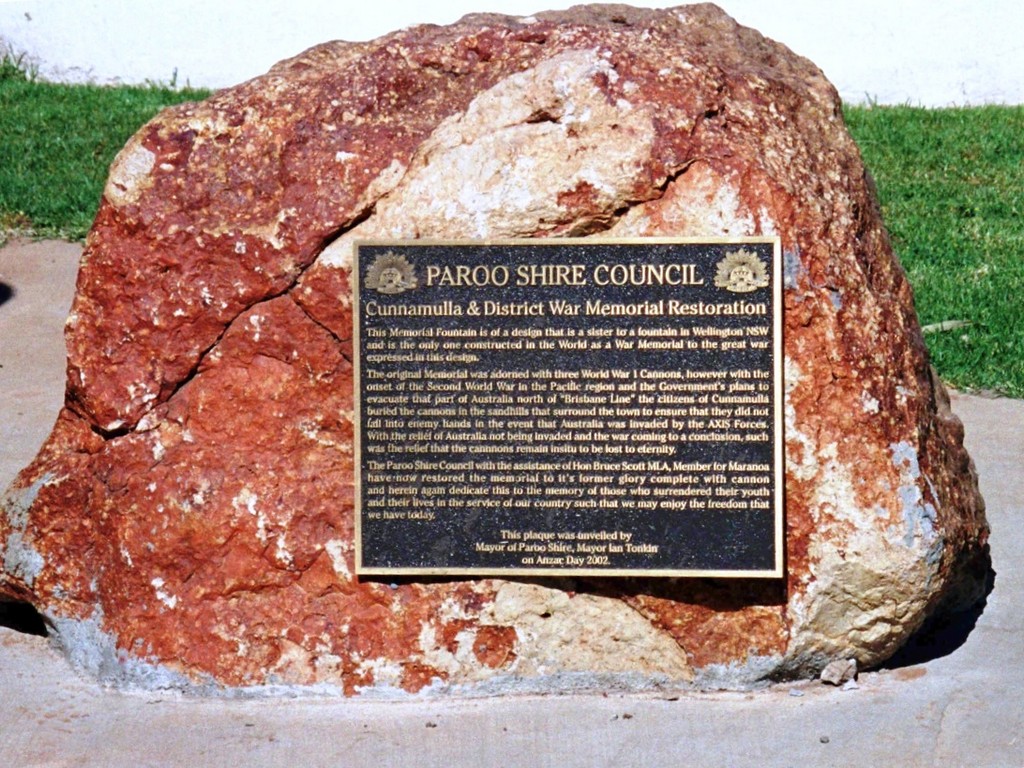 PAROO SHIRE COUNCIL
Cunnamulla & District War Memorial Restoration
This Memorial Fountain is of a design that is a sister to a fountain in Wellington NSW
and is the only one constructed in the World as a War Memorial to the great war
expressed in this design.
The original Memorial was adorned with three World War 1 Cannons, however with the
onset of the Second World War in the Pacific region and the Government's plans to
evacuate that part of Australia north of "Brisbane Line" the citizens of Cunnamulla
buried the cannons in the sandhills that surround the town to ensure that they did not
fall into enemy hands in the event that Australia was invaded by the AXIS Forces.
With the relief of Australia not being invaded and the war coming to a conclusion, such
was the relief that the cannnons remain insitu to be lost to eternity.
The Paroo Shire Council with the assistance of Hon Bruce Scott MLA, Member for Maranoa
have now restored the memorial to it's former glory complete with cannon
and herein again dedicate this to the memory of those who surrendered their youth
and their lives in the service of our country such that we may enjoy the freedom that
we have today.
This plaque was unveiled by
Mayor of Paroo Shire, Mayor Ian Tonkin
on Anzac Day 2002.